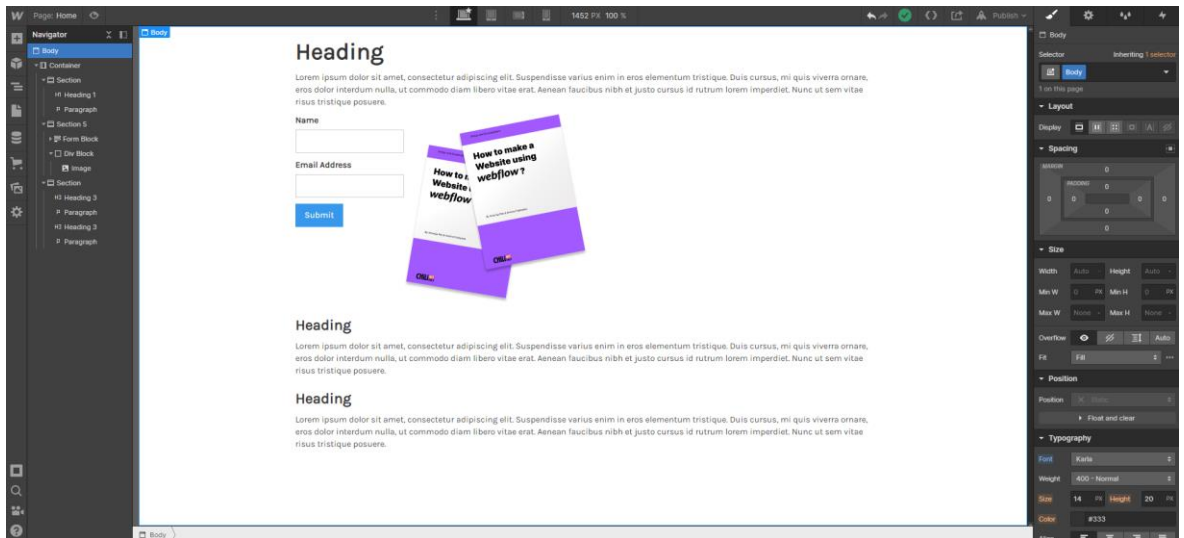 Page: Home
1452 PX 100 %
Publish
Navigator
Body
Container
Section
H1 Heading 1
P Paragraph
Section 5
Form Block
Div Block
Image
Section
H3 Heading 3
P Paragraph
H3 Heading 3
P Paragraph
Body
Heading
Lorem ipsum dolor sit amet, consectetur adipiscing elit. Suspendisse varius enim in eros elementum tristique. Duis cursus, mi quis viverra ornare,
eros dolor interdum nulla, ut commodo diam libero vitae erat. Aenean faucibus nibh et justo cursus id rutrum lorem imperdiet. Nunc ut sem vitae
risus tristique posuere.
Name
Email Address
Submit
How to
Website
webflow
How to make a
Website using
webflow ?
Heading
Lorem ipsum dolor sit amet, consectetur adipiscing elit. Suspendisse varius enim in eros elementum tristique. Duis cursus, mi quis viverra ornare,
eros dolor interdum nulla, ut commodo diam libero vitae erat. Aenean faucibus nibh et justo cursus id rutrum lorem imperdiet. Nunc ut sem vitae
risus tristique posuere.
Heading
Lorem ipsum dolor sit amet, consectetur adipiscing elit. Suspendisse varius enim in eros elementum tristique. Duis cursus, mi quis viverra ornare,
eros dolor interdum nulla, ut commodo diam libero vitae erat. Aenean faucibus nibh et justo cursus id rutrum lorem imperdiet. Nunc ut sem vitae
risus tristique posuere.
Body
Body
Selector Inheriting 1 selector
Body
1 on this page
Layout
Display
Spacing
MARGIN
0
PADDING 0
0 0 0 0
0
0
Size
Width Auto - Height Auto -
Min W 0 PX Min H 0 PX
Max W None - Max H None -
Overflow Auto
Fit Fill
Position
Position Static
Float and clear
Typography
Font Karla
Weight 400 - Normal
Size 14 PX Height 20 PX
Color #333